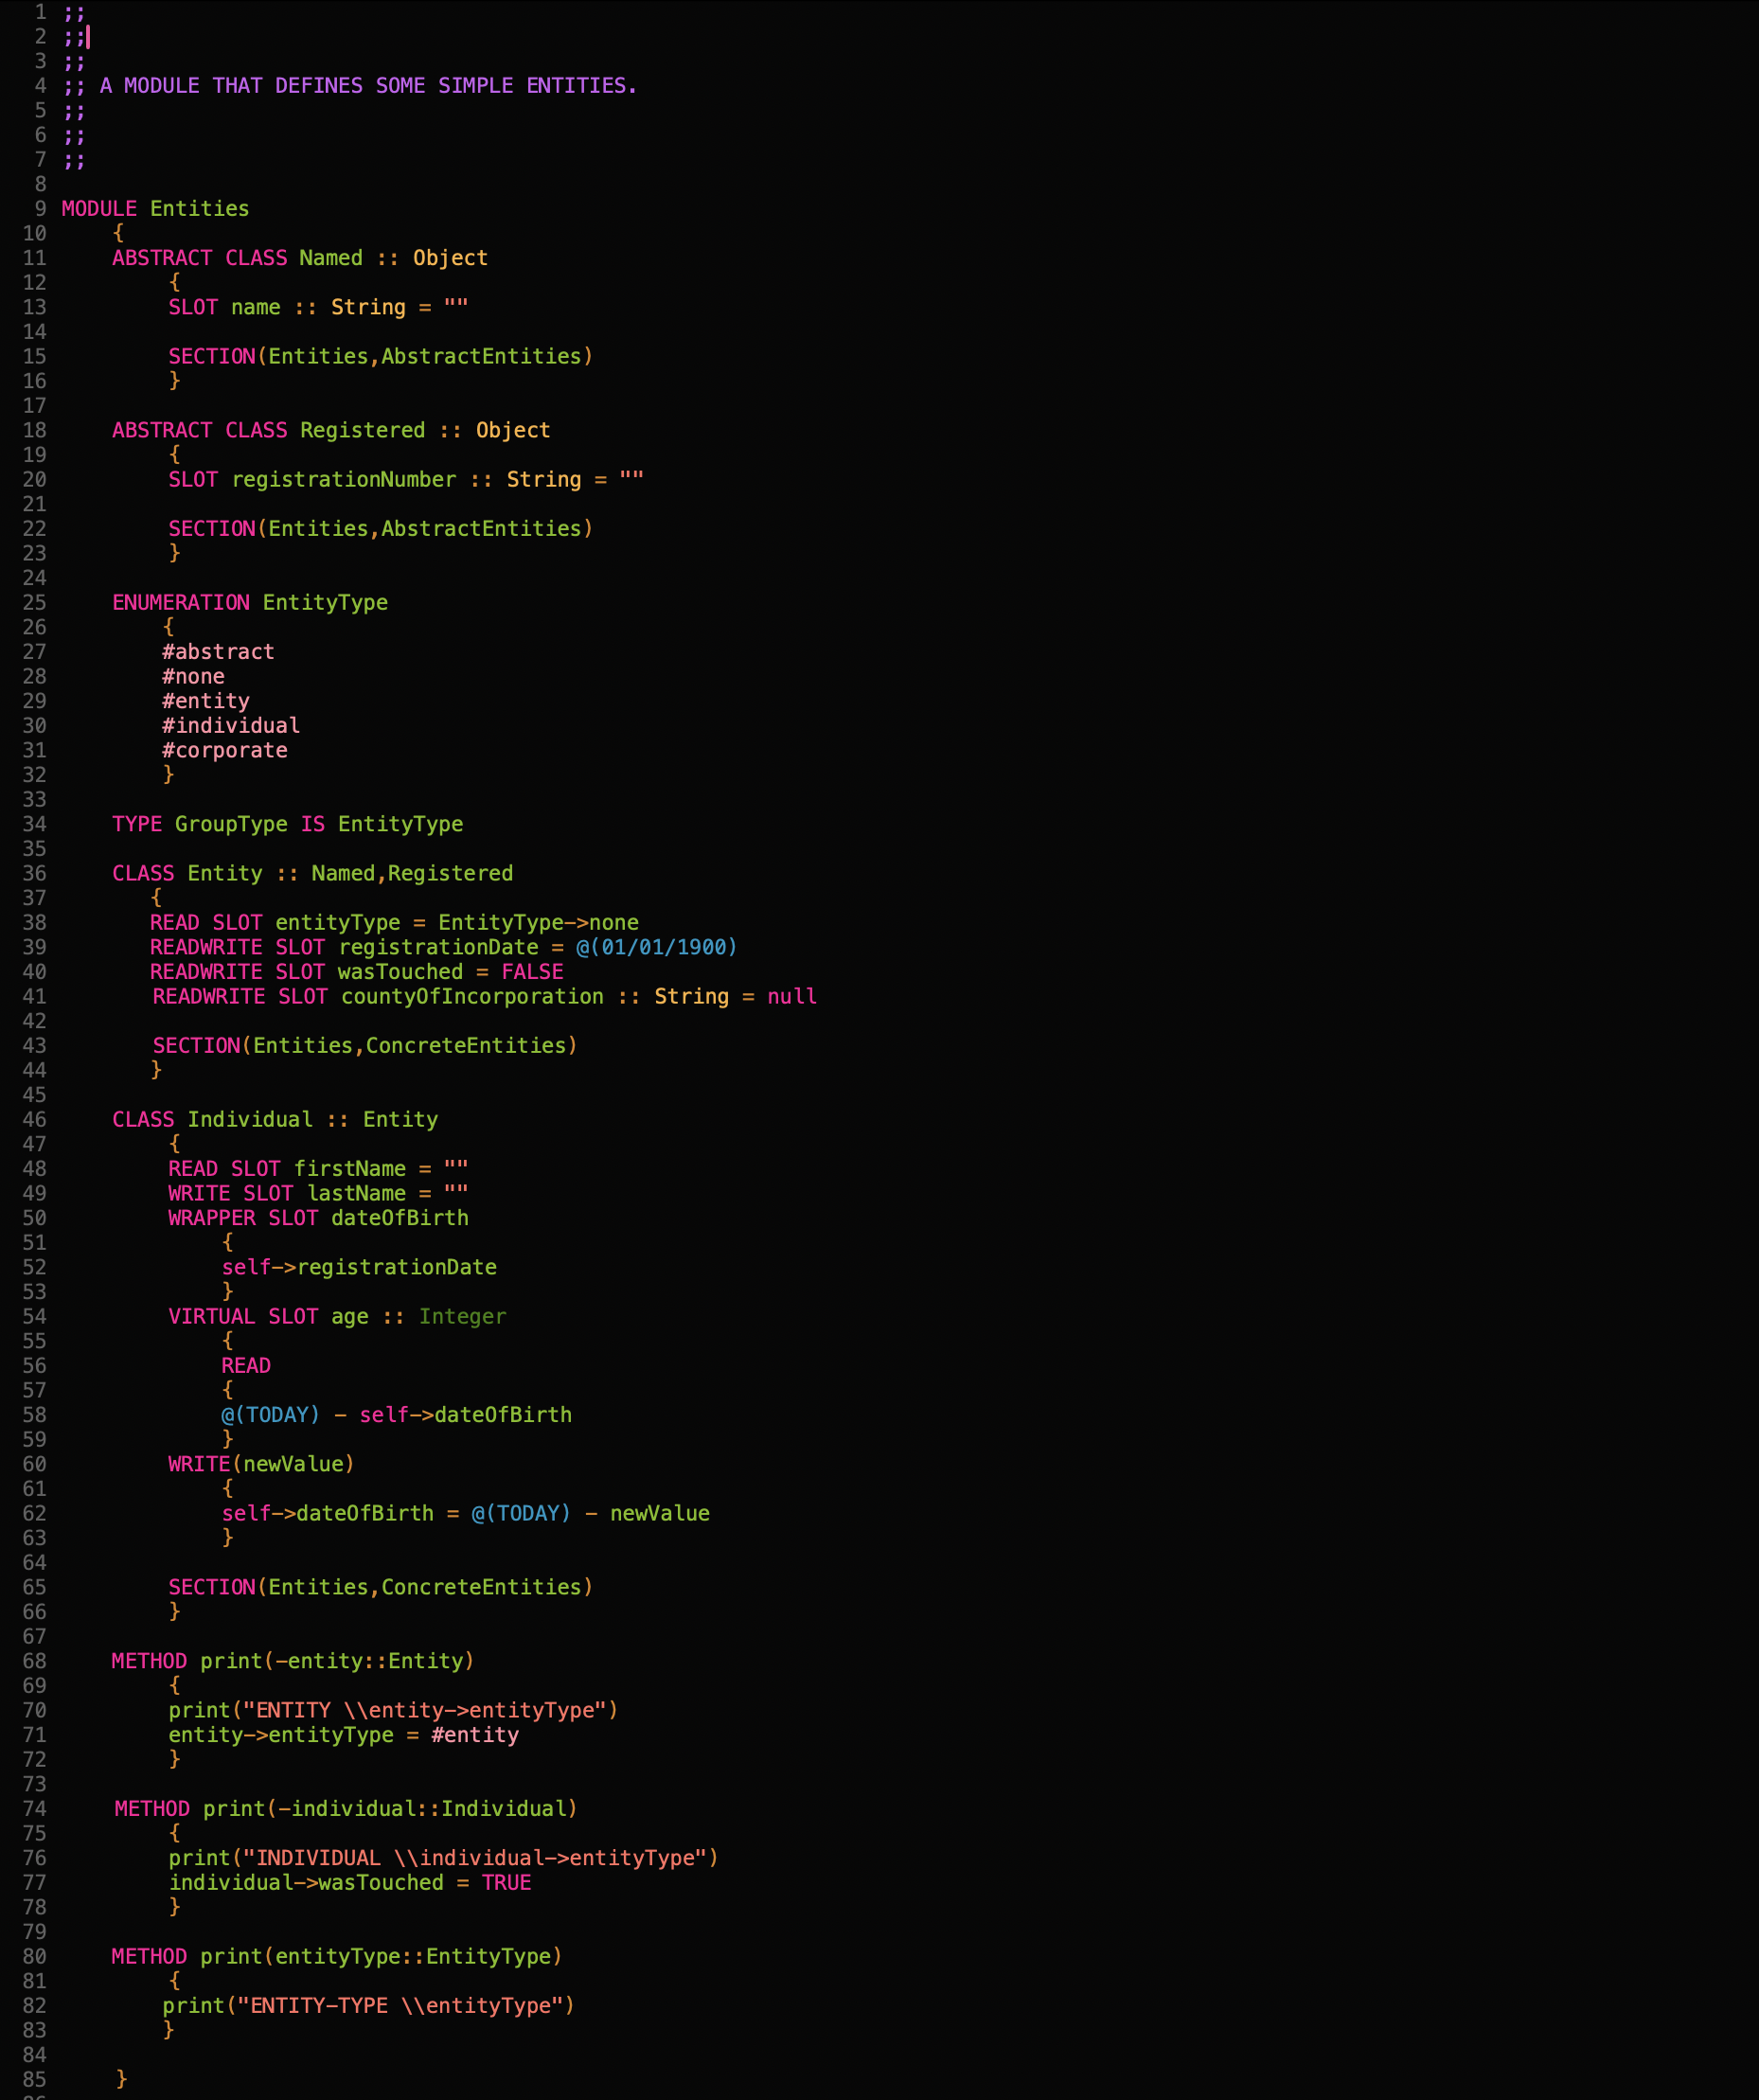 1 ;;
2 ;;
3 ;;
4 ;; A MODULE THAT DEFINES SOME SIMPLE ENTITIES.
5 ;;
6 ;;
7 ;;
8
9 MODULE Entities
10 {
11 ABSTRACT CLASS Named :: Object
12 {
13 SLOT name :: String = ""
14
15 SECTION(Entities,AbstractEntities)
16 }
17
18 ABSTRACT CLASS Registered :: Object
19 {
20 SLOT registrationNumber :: String = ""
21
22 SECTION(Entities,AbstractEntities)
23 }
24
25 ENUMERATION EntityType
26 {
27 #abstract
28 #none
29 #entity
30 #individual
31 #corporate
32 }
33
34 TYPE GroupType IS EntityType
35
36 CLASS Entity :: Named,Registered
37 {
38 READ SLOT entityType = EntityType->none
39 READWRITE SLOT registrationDate = @(01/01/1900)
40 READWRITE SLOT wasTouched = FALSE
41 READWRITE SLOT countyOfIncorporation :: String = null
42
43 SECTION(Entities,ConcreteEntities)
44 }
45
46 CLASS Individual :: Entity
47 {
48 READ SLOT firstName = ""
49 WRITE SLOT lastName = ""
50 WRAPPER SLOT dateOfBirth
51 {
52 self->registrationDate
53 }
54 VIRTUAL SLOT age :: Integer
55 {
56 READ
57 {
58 @(TODAY) - self->dateOfBirth
59 }
60 WRITE(newValue)
61 {
62 self->dateOfBirth = @(TODAY) - newValue
63 }
64
65 SECTION(Entities,ConcreteEntities)
66 }
67
68 METHOD print(-entity::Entity)
69 {
70 print("ENTITY \\entity->entityType")
71 entity->entityType = #entity
72 }
73
74 METHOD print(-individual::Individual)
75 {
76 print("INDIVIDUAL \\individual->entityType")
77 individual->wasTouched = TRUE
78 }
79
80 METHOD print(entityType::EntityType)
81 {
82 print("ENTITY-TYPE \\entityType")
83 }
84
85 }